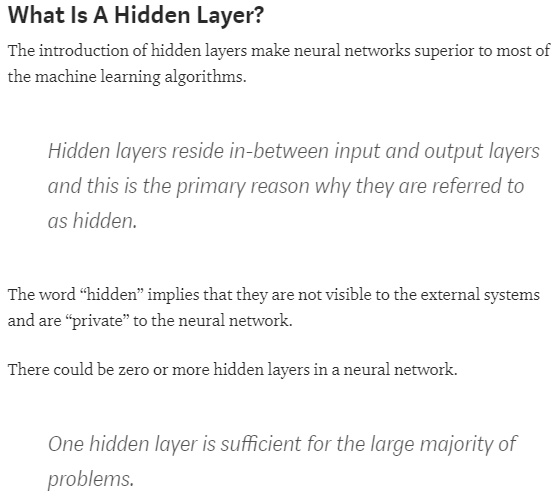 What Is A Hidden Layer?
The introduction of hidden layers make neural networks superior to most of
the machine learning algorithms.
Hidden layers reside in-between input and output layers
and this is the primary reason why they are referred to
as hidden.
The word “hidden” implies that they are not visible to the external systems
and are “private” to the neural network.
There could be zero or more hidden layers in a neural network.
One hidden layer is sufficient for the large majority of
problems.